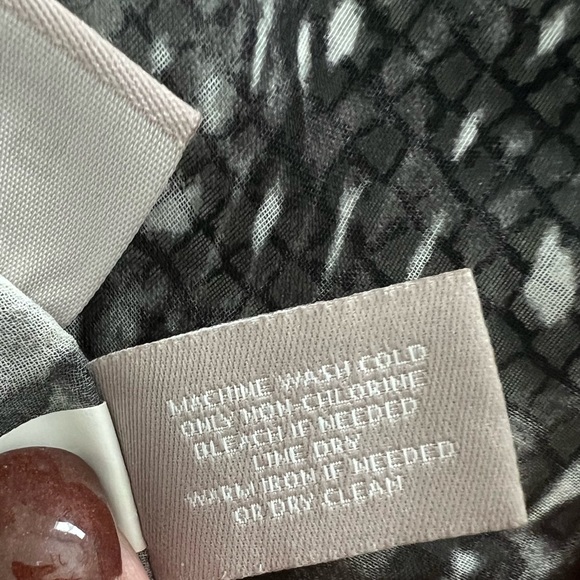 MACHINE WASH COLD
ONLY NON-CHLORINE
BLEACH IF NEEDED
LINE DRY
WARM IRON IF NEEDED
OR DRY CLEAN